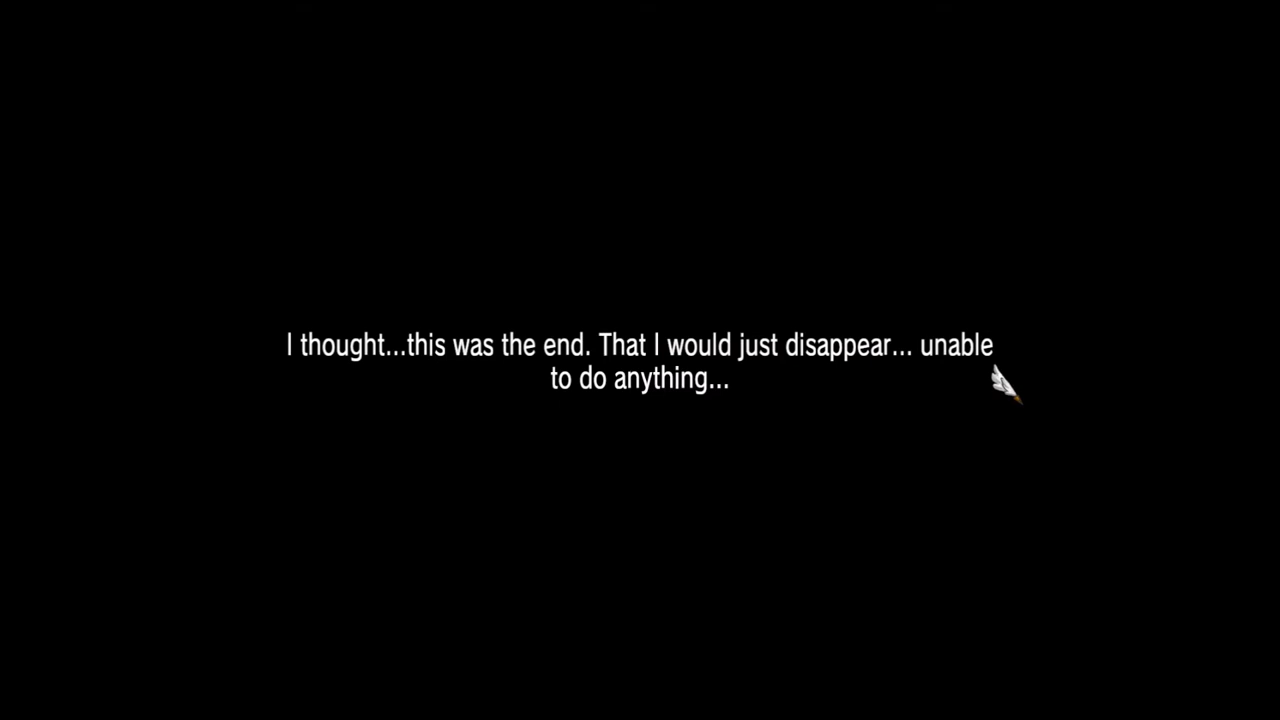 I thought...this was the end. That I would just disappear... unable
to do anything...